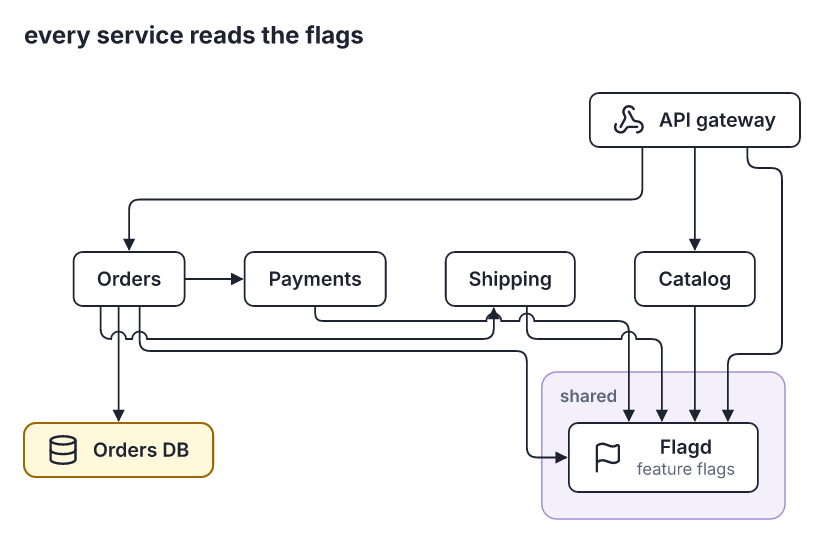 every service reads the flags
API gateway
Orders
Payments
Shipping
Catalog
shared
Orders DB
Flagd
feature flags